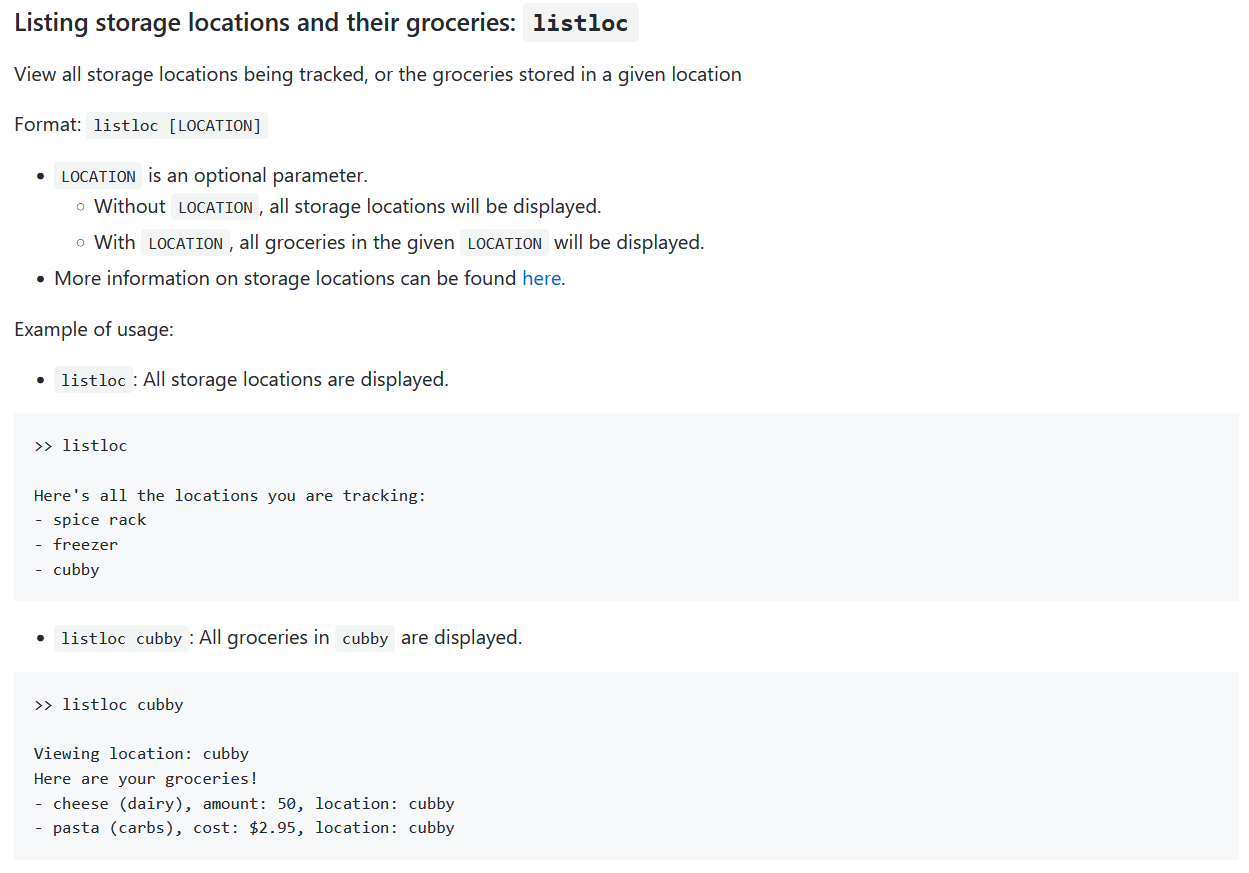 Listing storage locations and their groceries: listloc
View all storage locations being tracked, or the groceries stored in a given location
Format: listloc [LOCATION]
• LOCATION is an optional parameter.
○ Without LOCATION, all storage locations will be displayed.
○ With LOCATION, all groceries in the given LOCATION will be displayed.
• More information on storage locations can be found here.
Example of usage:
• listloc: All storage locations are displayed.
>> listloc
Here's all the locations you are tracking:
- spice rack
- freezer
- cubby
• listloc cubby: All groceries in cubby are displayed.
>> listloc cubby
Viewing location: cubby
Here are your groceries!
- cheese (dairy), amount: 50, location: cubby
- pasta (carbs), cost: $2.95, location: cubby